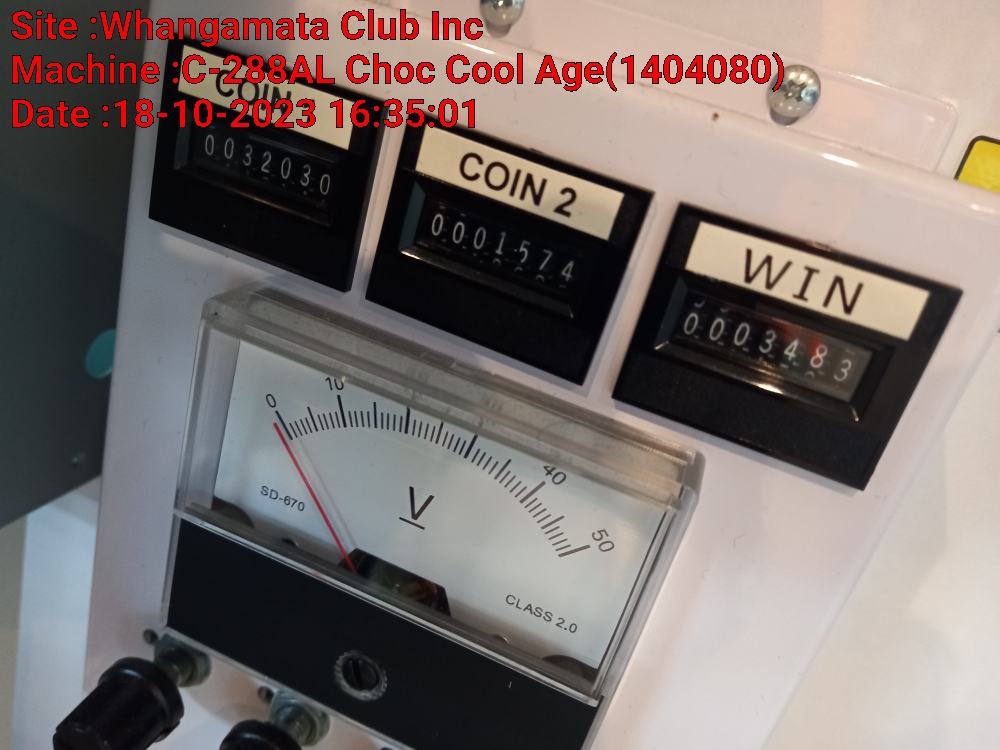 Site :Whangamata Club Inc
Machine :C-288AL Choc Cool Age(1404080)
Date :18-10-2023 16:35:01
COIN
0032030
COIN 2
0001574
WIN
0003483
0
10
40
50
V
SD-670
CLASS 2.0